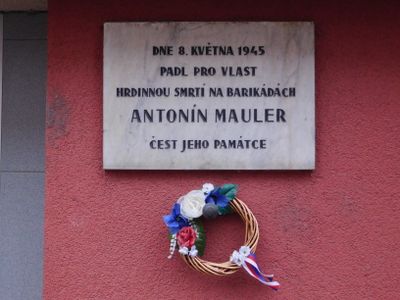 DNE 8. KVĚTNA 1945
PADL PRO VLAST
HRDINNOU SMRTÍ NA BARIKÁDÁCH
ANTONÍN MAULER
ČEST JEHO PAMÁTCE